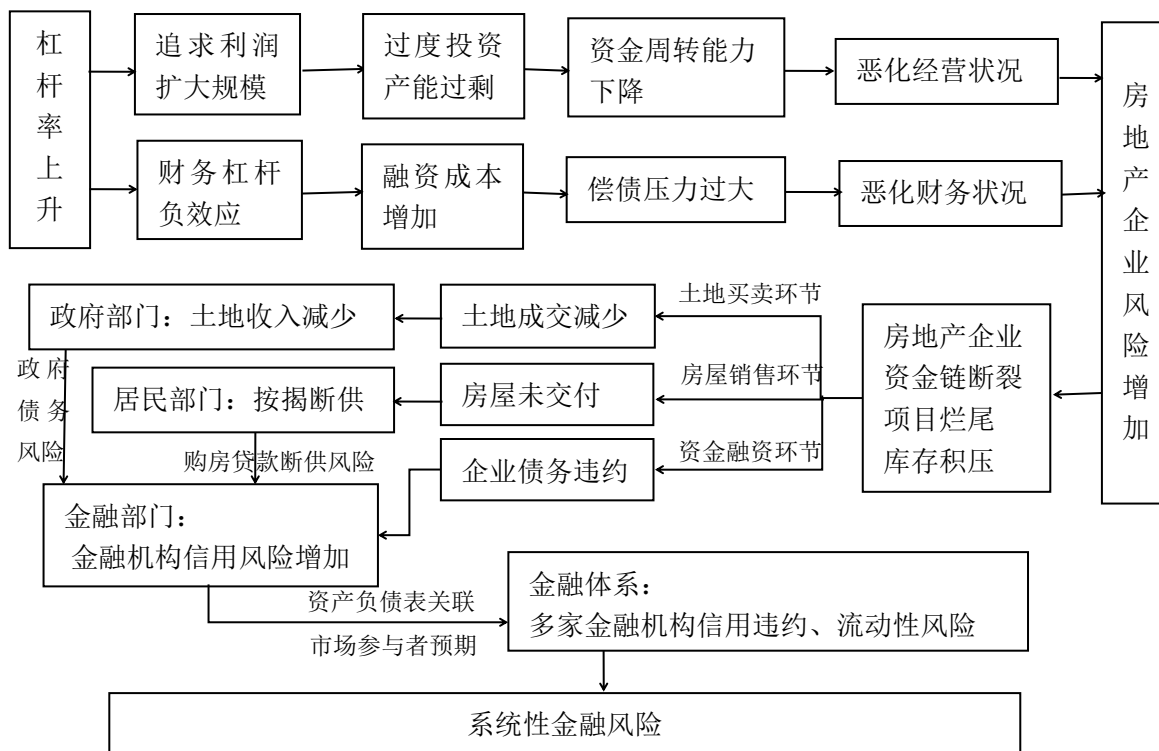 杠杆率上升
追求利润
扩大规模
过度投资
产能过剩
资金周转能力
下降
恶化经营状况
财务杠杆
负效应
融资成本
增加
偿债压力过大
恶化财务状况
房地产企业风险增加
房地产企业
资金链断裂
项目烂尾
库存积压
土地买卖环节
土地成交减少
政府部门：土地收入减少
政府
债务
风险
房屋销售环节
房屋未交付
居民部门：按揭断供
购房贷款断供风险
资金融资环节
企业债务违约
金融部门：
金融机构信用风险增加
资产负债表关联
市场参与者预期
金融体系：
多家金融机构信用违约、流动性风险
系统性金融风险